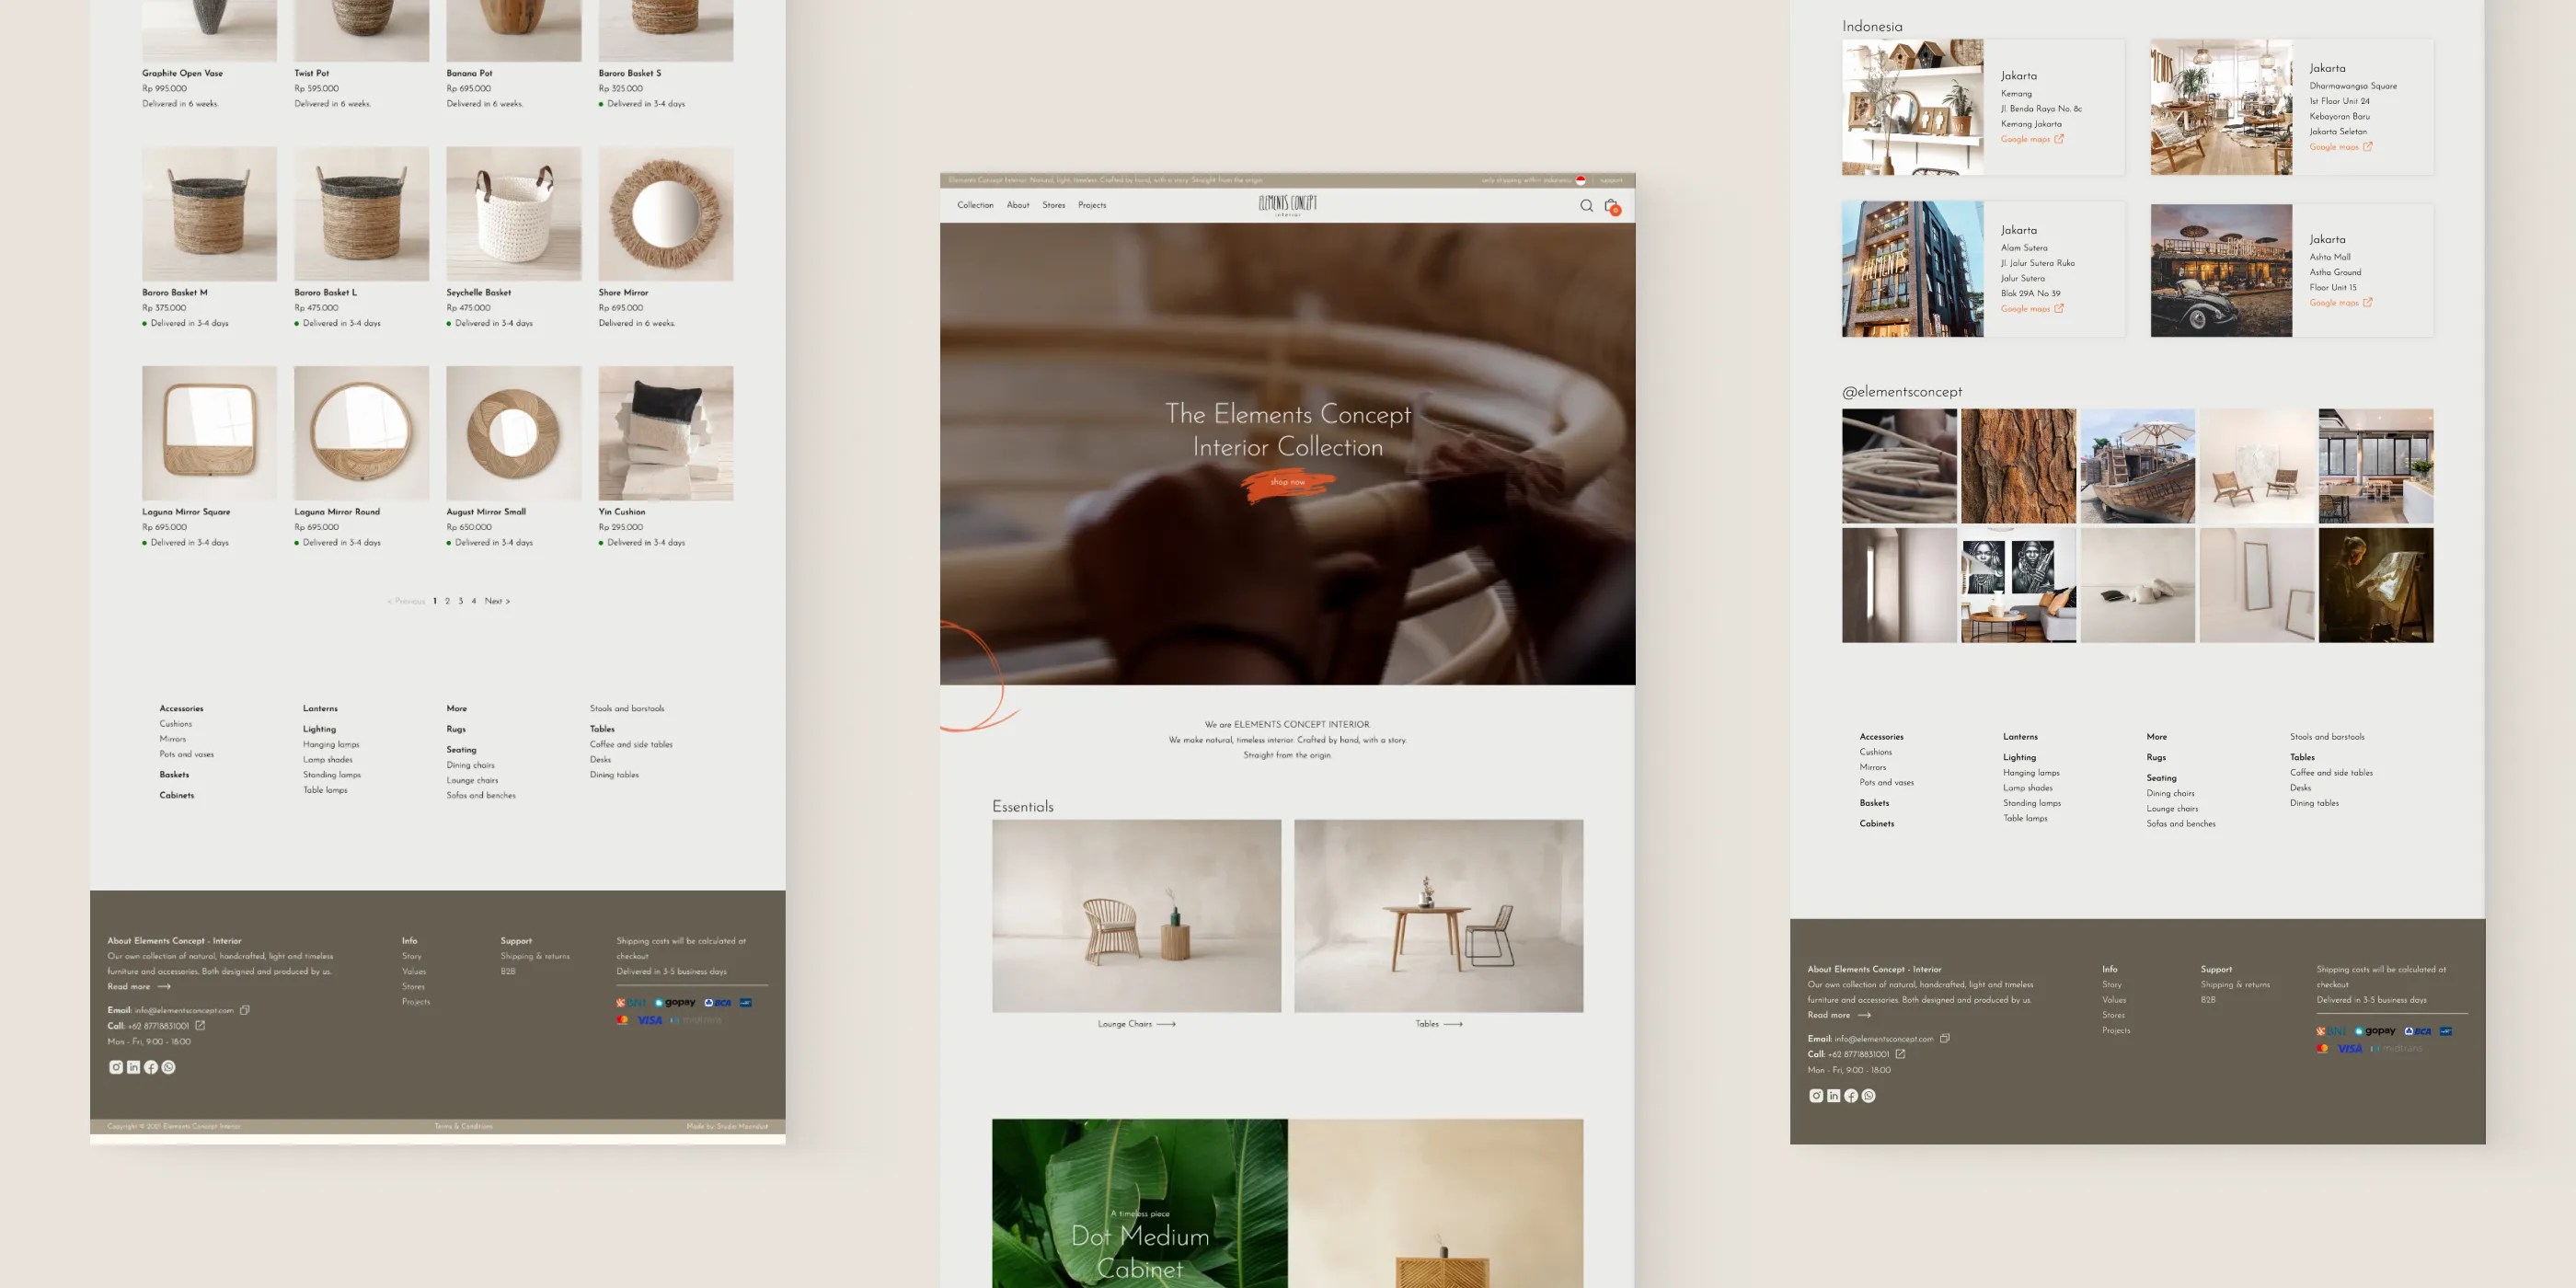 Graphite Open Vase
Rp 995.000
Delivered in 6 weeks.
Twist Pot
Rp 595.000
Delivered in 6 weeks.
Banana Pot
Rp 695.000
Delivered in 6 weeks.
Baroro Basket S
Rp 325.000
Delivered in 3-4 days
Baroro Basket M
Rp 375.000
Delivered in 3-4 days
Baroro Basket L
Rp 475.000
Delivered in 3-4 days
Seychelle Basket
Rp 475.000
Delivered in 3-4 days
Shore Mirror
Rp 695.000
Delivered in 6 weeks.
Laguna Mirror Square
Rp 695.000
Delivered in 3-4 days
Laguna Mirror Round
Rp 695.000
Delivered in 3-4 days
August Mirror Small
Rp 650.000
Delivered in 3-4 days
Yin Cushion
Rp 295.000
Delivered in 3-4 days
< Previous 1 2 3 4 Next >
Accessories
Cushions
Mirrors
Pots and vases
Baskets
Cabinets
Lanterns
Lighting
Hanging lamps
Lamp shades
Standing lamps
Table lamps
More
Rugs
Seating
Dining chairs
Lounge chairs
Sofas and benches
Stools and barstools
Tables
Coffee and side tables
Desks
Dining tables
About Elements Concept - Interior
Our own collection of natural, handcrafted, light and timeless
furniture and accessories. Both designed and produced by us.
Read more
Email: info@elementsconcept.com
Call: +62 87718831001
Mon - Fri, 9:00 - 18:00
Info
Story
Values
Stores
Projects
Support
Shipping & returns
B2B
Shipping costs will be calculated at
checkout
Delivered in 3-5 business days
BNI gopay BCA
VISA midtrans
Copyright © 2021 Elements Concept Interior
Terms & Conditions
Made by Studio Maandust
Elements Concept Interior. Natural, light, timeless. Crafted by hand, with a story. Straight from the origin
only shipping within Indonesia
support
Collection About Stores Projects
ELEMENTS CONCEPT
interior
0
The Elements Concept
Interior Collection
shop now
We are ELEMENTS CONCEPT INTERIOR.
We make natural, timeless interior. Crafted by hand, with a story.
Straight from the origin.
Essentials
Lounge Chairs
Tables
A timeless piece
Dot Medium
Cabinet
Indonesia
Jakarta
Kemang
Jl. Benda Raya No. 8c
Kemang Jakarta
Google maps
Jakarta
Dharmawangsa Square
1st Floor Unit 24
Kebayoran Baru
Jakarta Seletan
Google maps
ELEMENTS
Jakarta
Alam Sutera
Jl. Jalur Sutera Ruko
Jalur Sutera
Blok 29A No 39
Google maps
Jakarta
Ashta Mall
Astha Ground
Floor Unit 15
Google maps
@elementsconcept
Accessories
Cushions
Mirrors
Pots and vases
Baskets
Cabinets
Lanterns
Lighting
Hanging lamps
Lamp shades
Standing lamps
Table lamps
More
Rugs
Seating
Dining chairs
Lounge chairs
Sofas and benches
Stools and barstools
Tables
Coffee and side tables
Desks
Dining tables
About Elements Concept - Interior
Our own collection of natural, handcrafted, light and timeless
furniture and accessories. Both designed and produced by us.
Read more
Email: info@elementsconcept.com
Call: +62 87718831001
Mon - Fri, 9:00 - 18:00
Info
Story
Values
Stores
Projects
Support
Shipping & returns
B2B
Shipping costs will be calculated at
checkout
Delivered in 3-5 business days
BNI gopay BCA
VISA midtrans